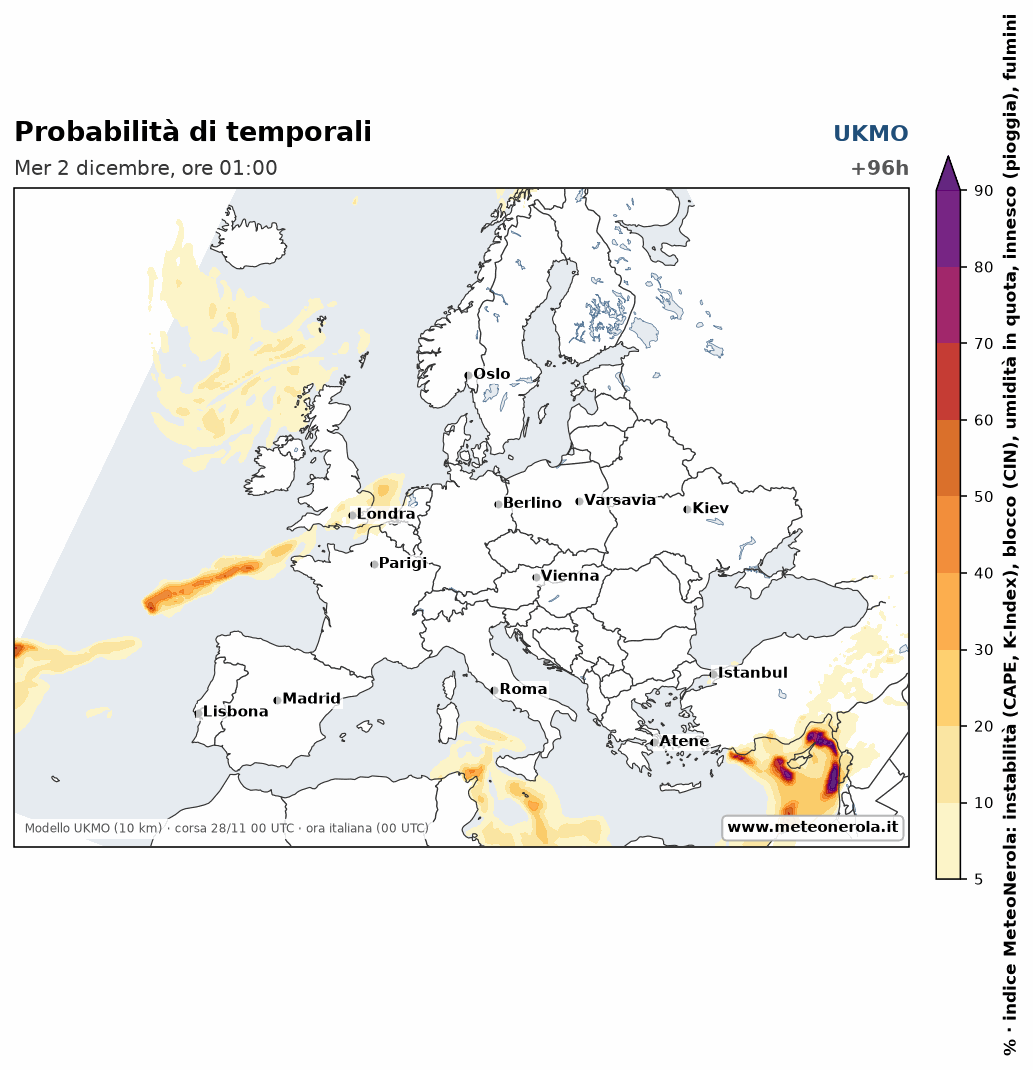 Probabilità di temporali
UKMO
Mer 2 dicembre, ore 01:00
+96h
Oslo
Londra
Berlino
Varsavia
Kiev
Parigi
Vienna
Istanbul
Madrid
Roma
Lisbona
Atene
Modello UKMO (10 km) · corsa 28/11 00 UTC · ora italiana (00 UTC)
www.meteonerola.it
90
80
70
60
50
40
30
20
10
5
% · indice MeteoNerola: instabilità (CAPE, K-Index), blocco (CIN), umidità in quota, innesco (pioggia), fulmini